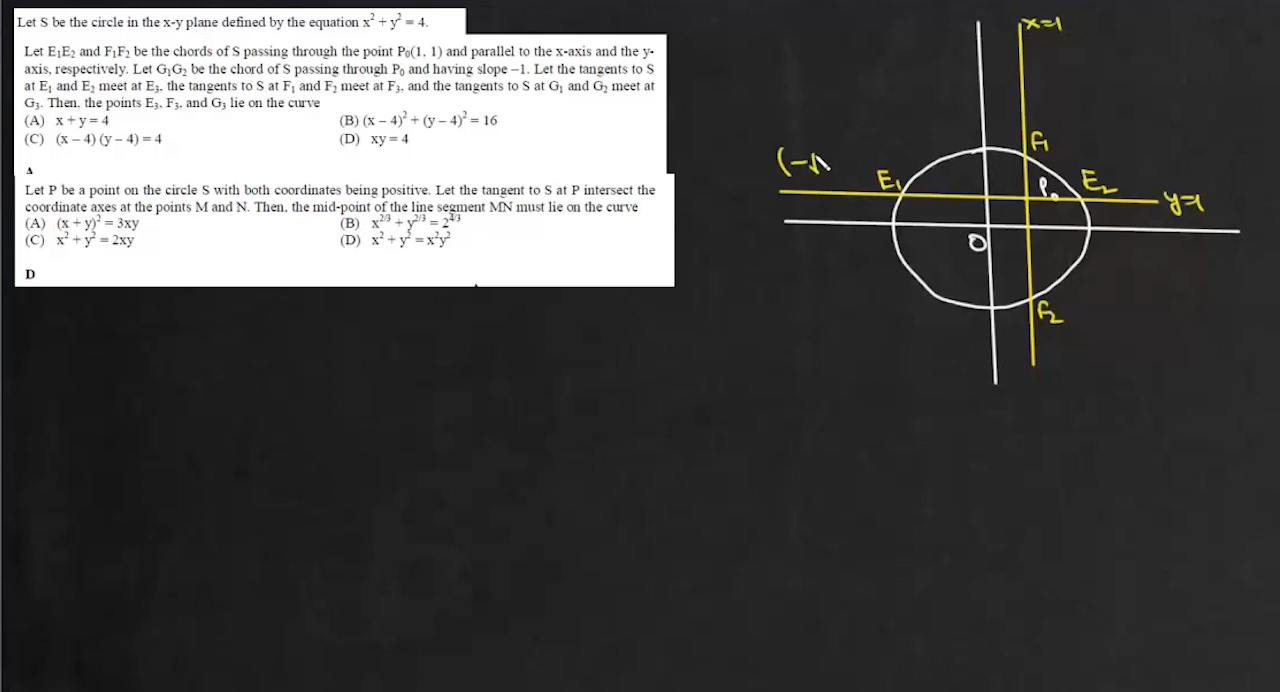 Let S be the circle in the x-y plane defined by the equation x² + y² = 4.
Let E₁E₂ and F₁F₂ be the chords of S passing through the point P₀(1, 1) and parallel to the x-axis and the y-
axis, respectively. Let G₁G₂ be the chord of S passing through P₀ and having slope −1. Let the tangents to S
at E₁ and E₂ meet at E₃, the tangents to S at F₁ and F₂ meet at F₃, and the tangents to S at G₁ and G₂ meet at
G₃. Then, the points E₃, F₃, and G₃ lie on the curve
(A) x + y = 4 (B) (x – 4)² + (y – 4)² = 16
(C) (x – 4) (y – 4) = 4 (D) xy = 4
A
Let P be a point on the circle S with both coordinates being positive. Let the tangent to S at P intersect the
coordinate axes at the points M and N. Then, the mid-point of the line segment MN must lie on the curve
(A) (x + y)² = 3xy (B) x^2/3 + y^2/3 = 2^4/3
(C) x² + y² = 2xy (D) x² + y² = x²y²
D
x=1
F₁
(-√
E₁
P₀
E₂
y=1
O
F₂